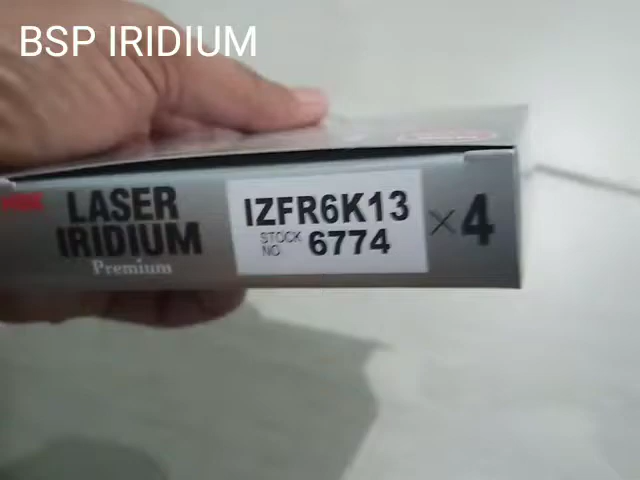 BSP IRIDIUM
LASER
IRIDIUM
Premium
IZFR6K13
STOCK
NO
6774
×4